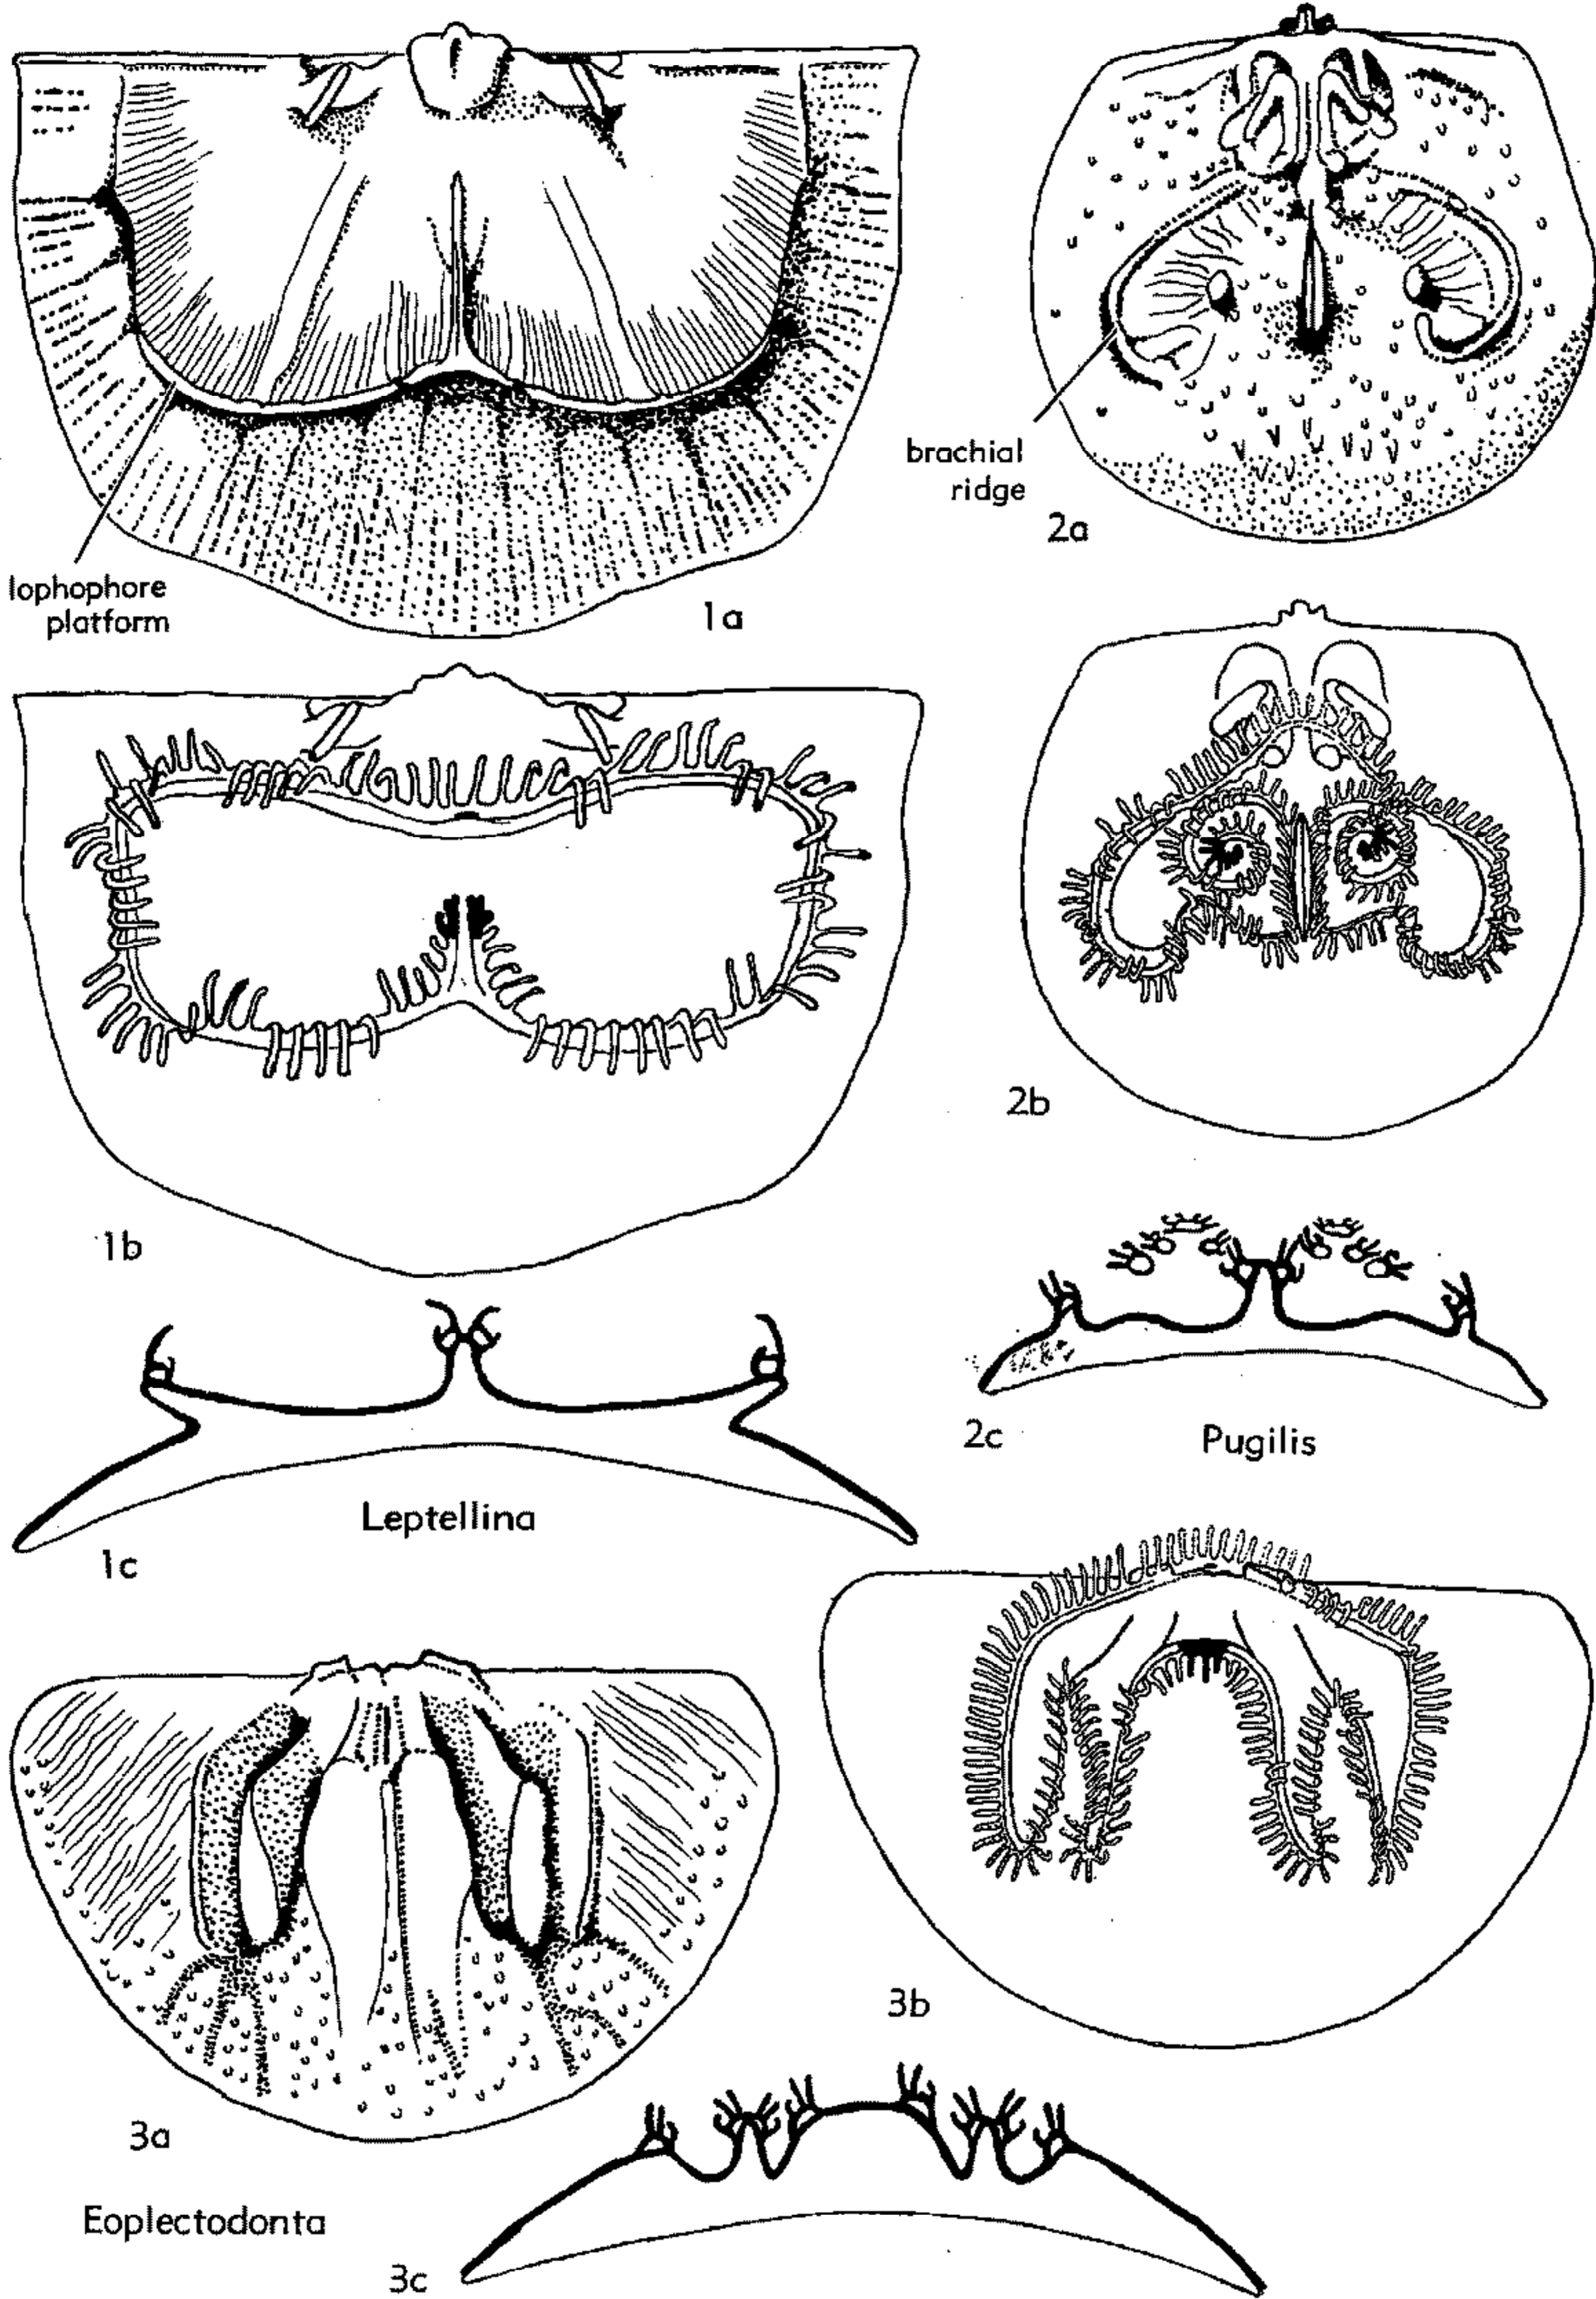 1a
lophophore
platform
brachial
ridge
2a
1b
2b
1c
Leptellina
2c
Pugilis
3a
3b
Eoplectodonta
3c